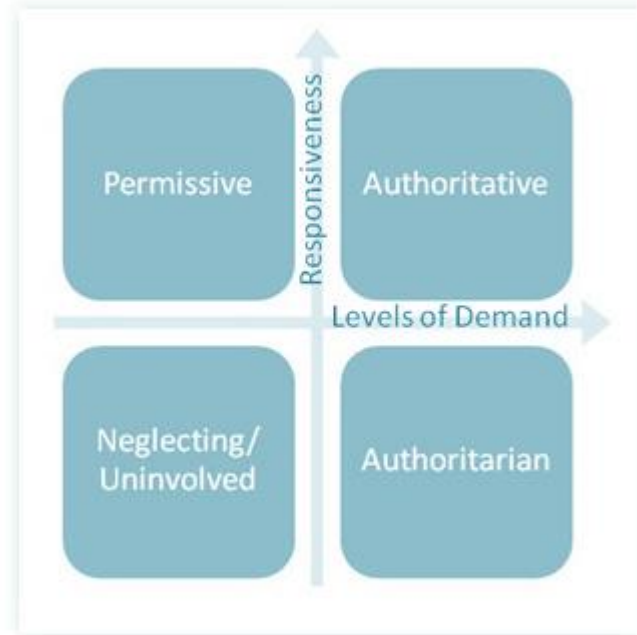 Responsiveness
Permissive
Authoritative
Levels of Demand
Neglecting/
Uninvolved
Authoritarian